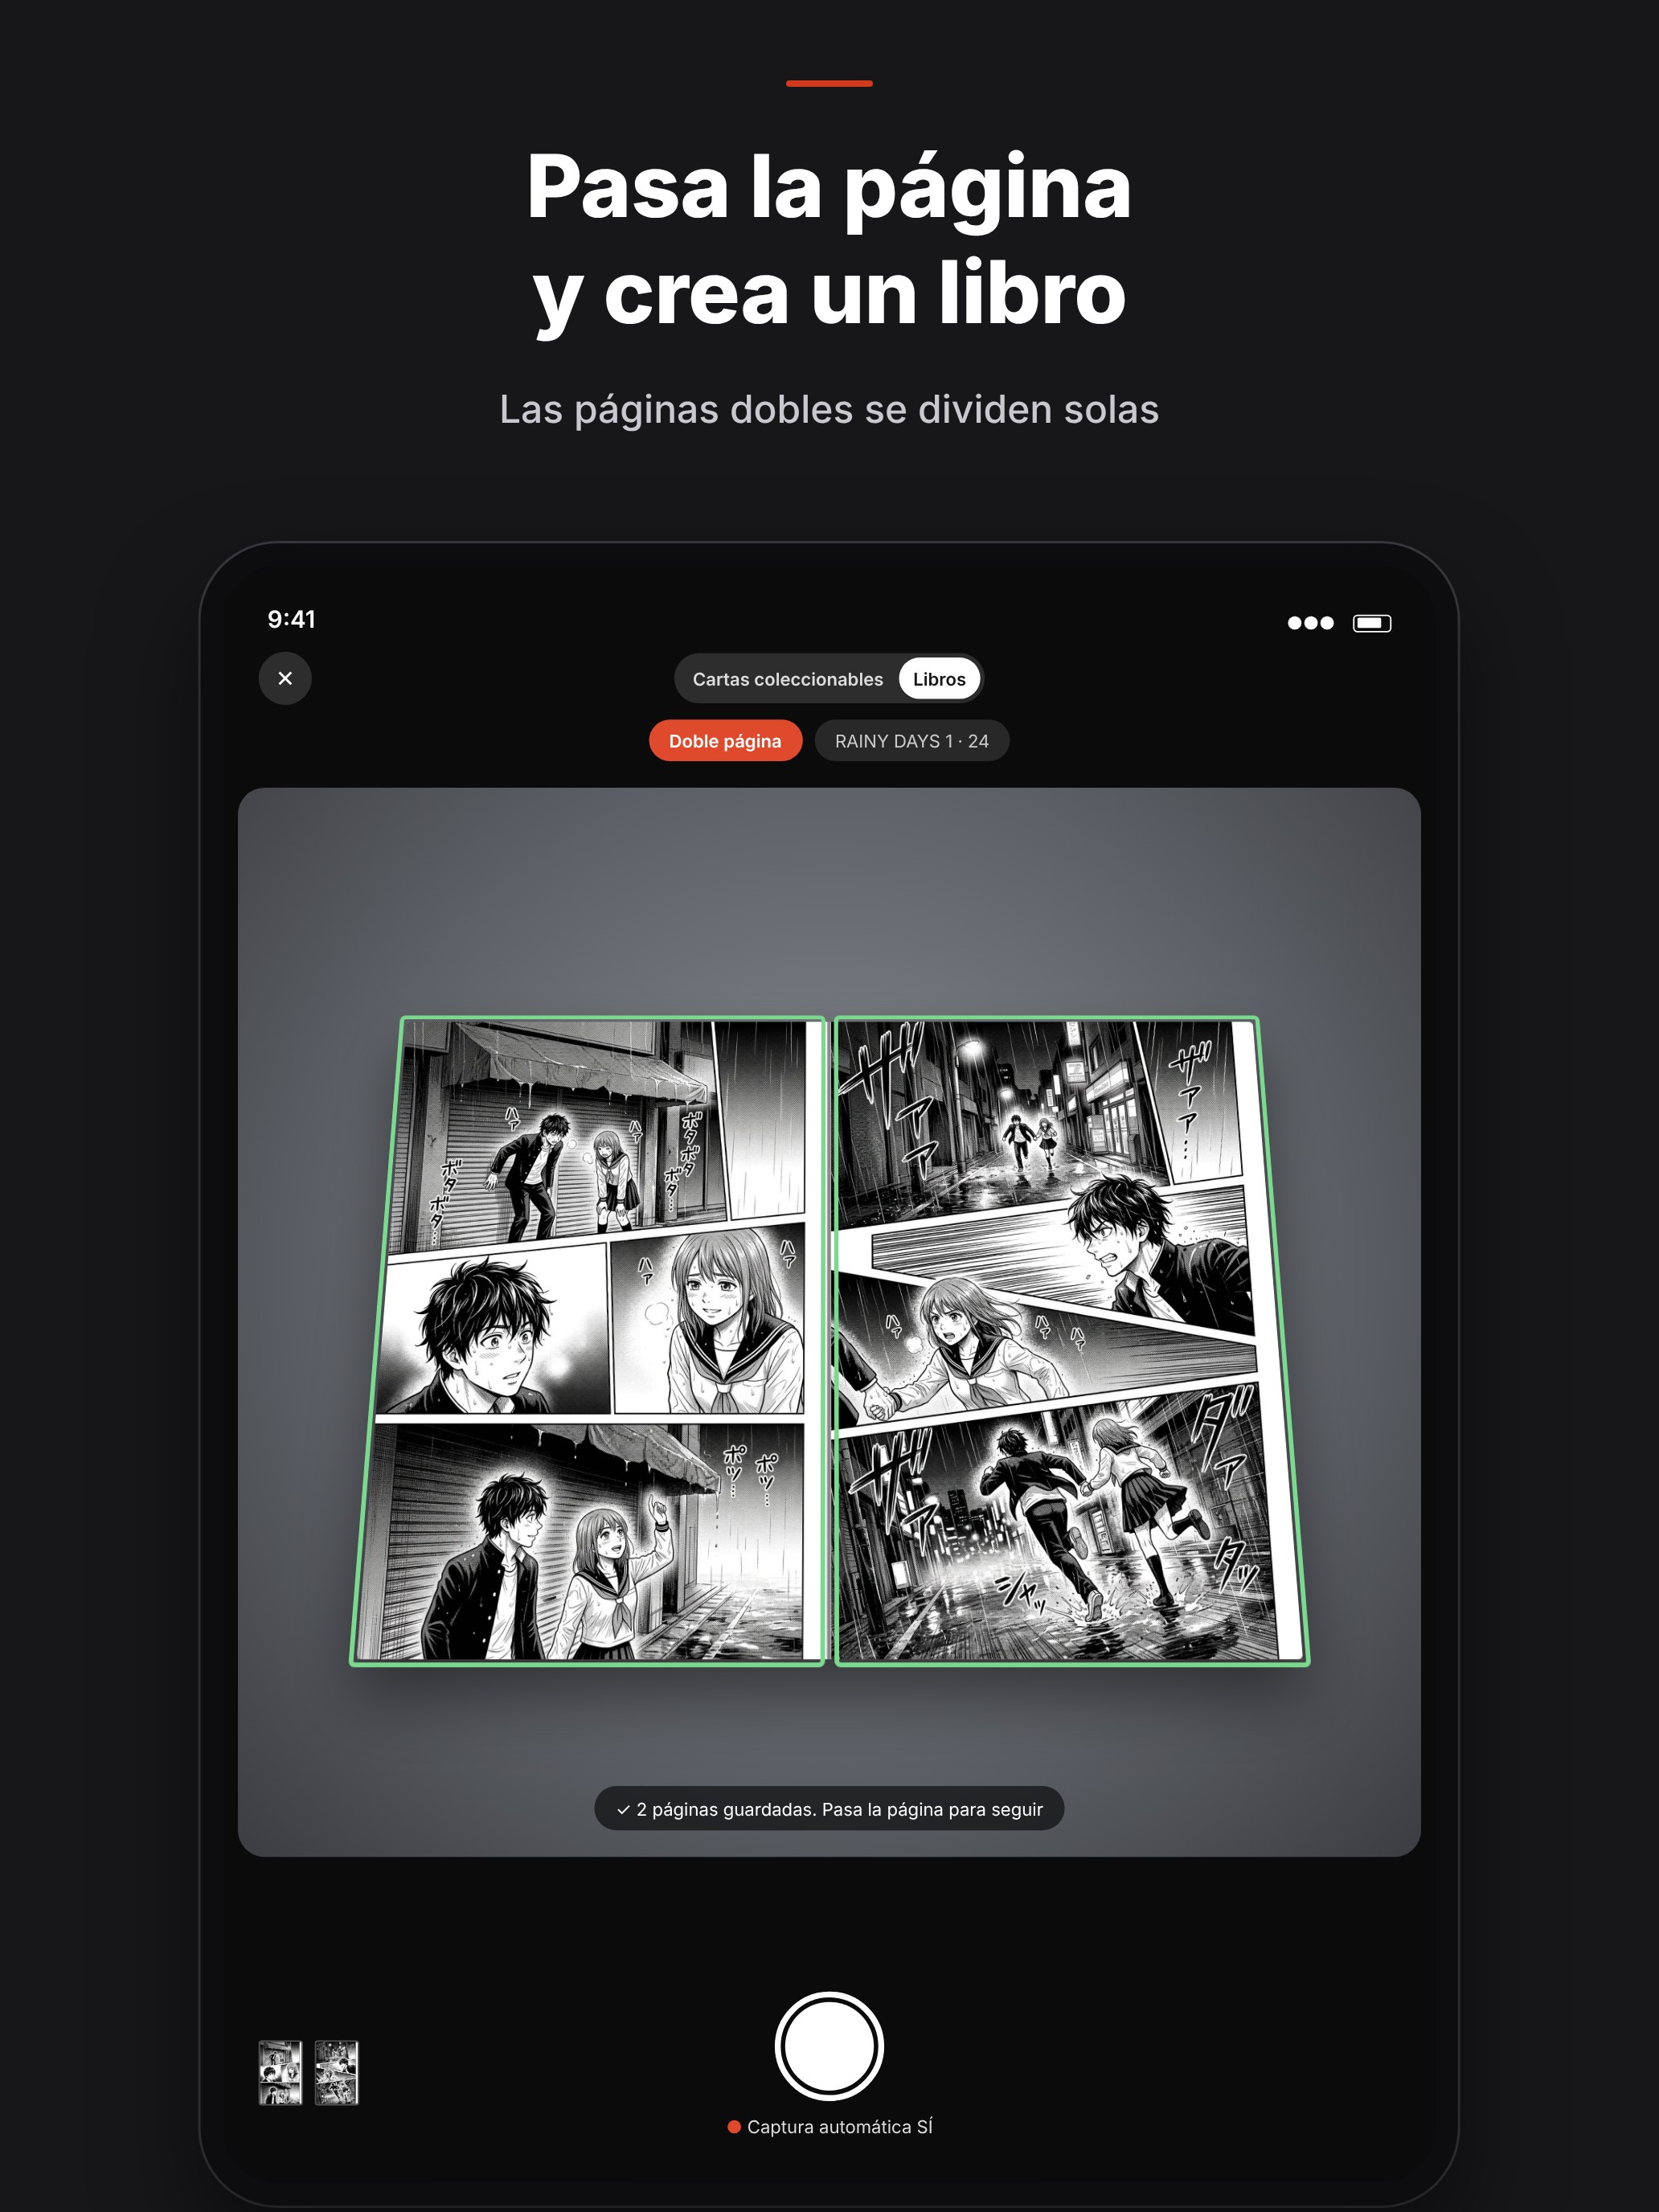 Pasa la página
y crea un libro
Las páginas dobles se dividen solas
9:41
Cartas coleccionables
Libros
Doble página
RAINY DAYS 1 · 24
ザァァ
ザァァァ…
ハァ
ハァ
ハァ
ザァァ
ダァ
シャッ
タッ
ハァ
ハァ
ボタボタ
ボタ…
ボタ
ボタ…
ハァ
ハァ
ポッ…
ポッ…
✓ 2 páginas guardadas. Pasa la página para seguir
Captura automática SÍ